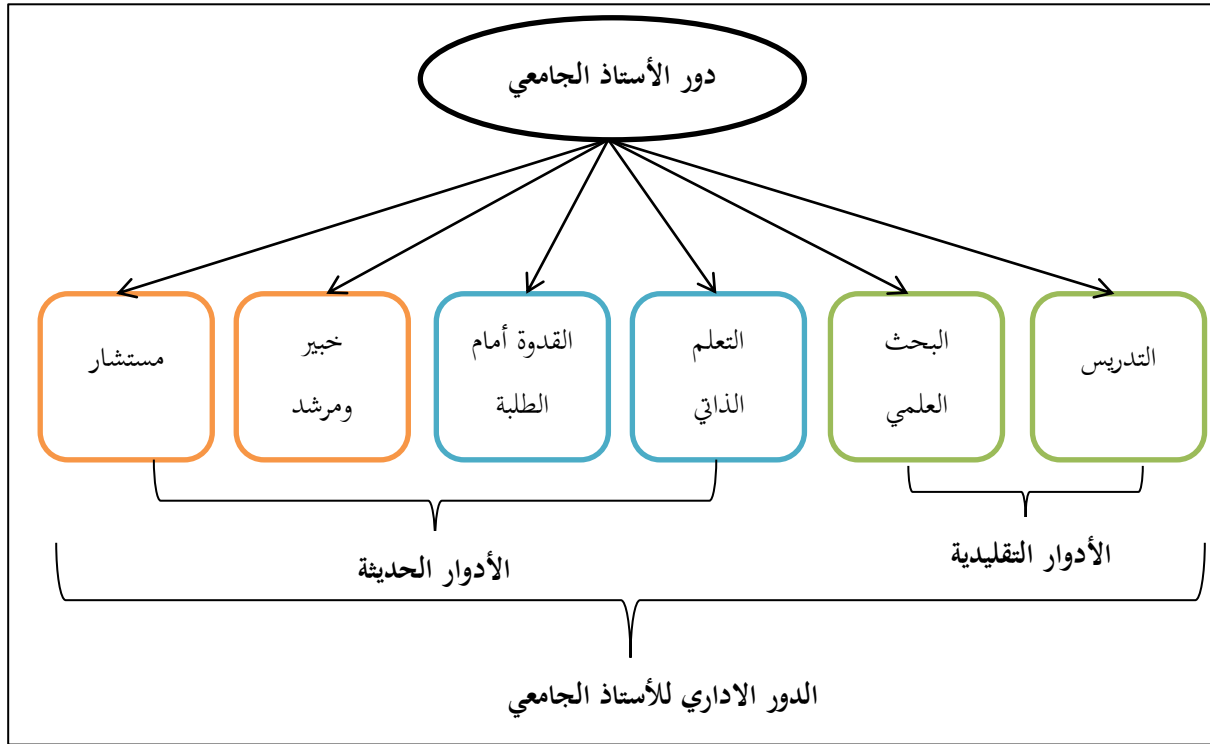 دور الأستاذ الجامعي
التدريس
البحث
العلمي
التعلم
الذاتي
القدوة أمام
الطلبة
خبير
ومرشد
مستشار
الأدوار التقليدية
الأدوار الحديثة
الدور الاداري للأستاذ الجامعي